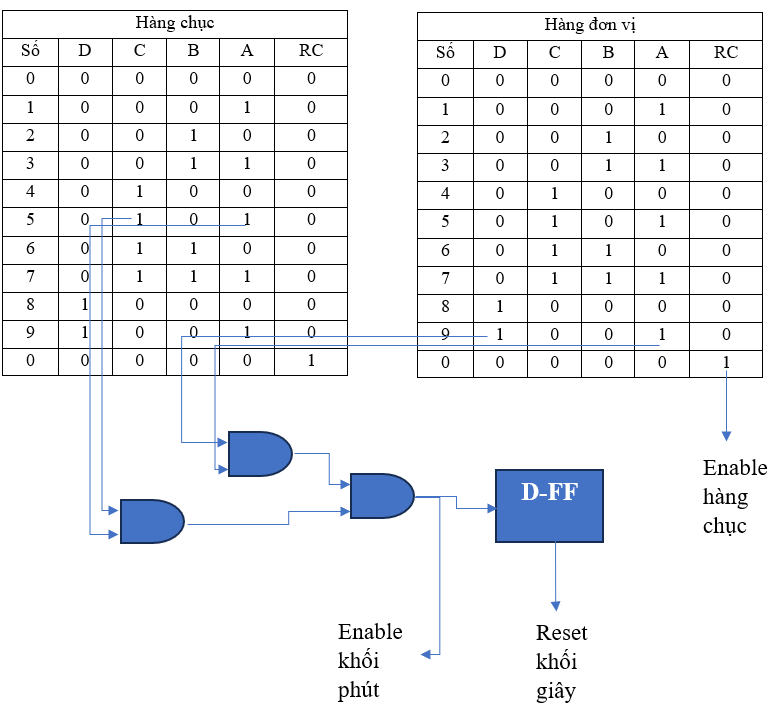 Hàng chục
Số D C B A RC
0 0 0 0 0 0
1 0 0 0 1 0
2 0 0 1 0 0
3 0 0 1 1 0
4 0 1 0 0 0
5 0 1 0 1 0
6 0 1 1 0 0
7 0 1 1 1 0
8 1 0 0 0 0
9 1 0 0 1 0
0 0 0 0 0 1
Hàng đơn vị
Số D C B A RC
0 0 0 0 0 0
1 0 0 0 1 0
2 0 0 1 0 0
3 0 0 1 1 0
4 0 1 0 0 0
5 0 1 0 1 0
6 0 1 1 0 0
7 0 1 1 1 0
8 1 0 0 0 0
9 1 0 0 1 0
0 0 0 0 0 1
Enable
hàng
chục
D-FF
Enable
khối
phút
Reset
khối
giây